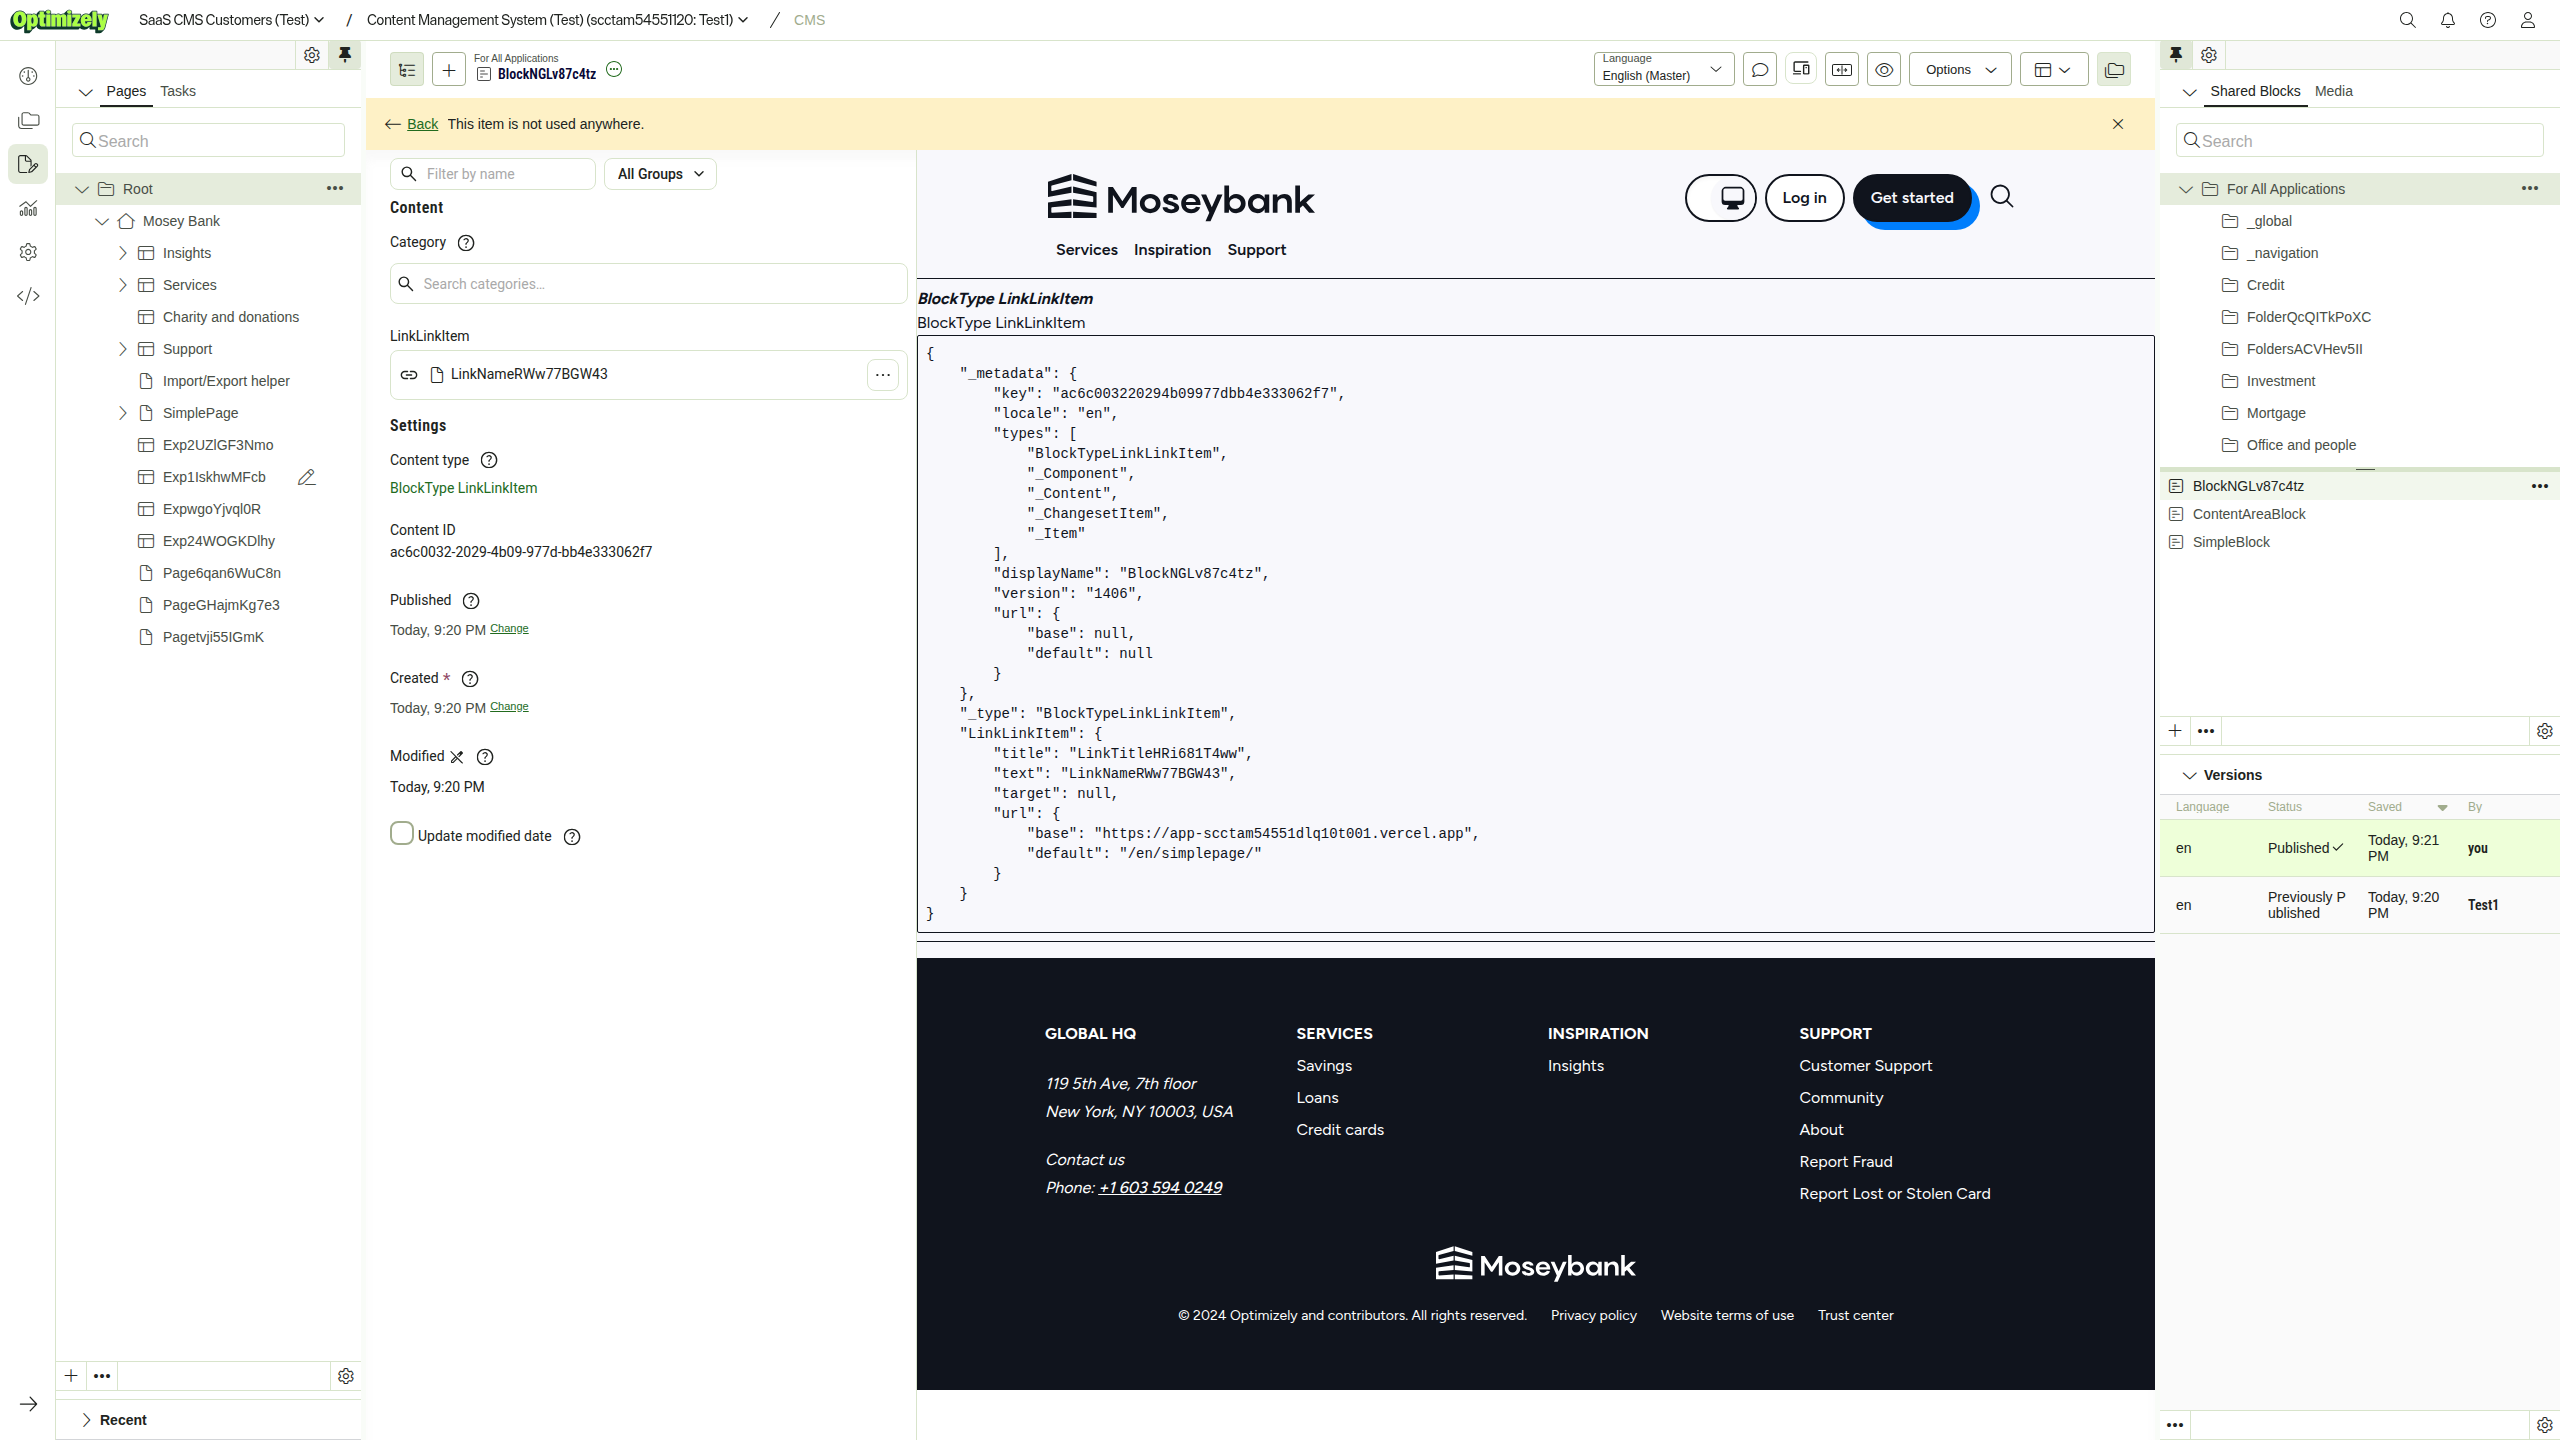 Optimizely
SaaS CMS Customers (Test)
/
Content Management System (Test) (scctam54551120: Test1)
/
CMS
Pages
Tasks
Search
Root
Mosey Bank
Insights
Services
Charity and donations
Support
Import/Export helper
SimplePage
Exp2UZlGF3Nmo
Exp1IskhwMFcb
ExpwgoYjvql0R
Exp24WOGKDlhy
Page6qan6WuC8n
PageGHajmKg7e3
Pagetvji55IGmK
Recent
For All Applications
BlockNGLv87c4tz
Language
English (Master)
Options
Back
This item is not used anywhere.
Filter by name
All Groups
Content
Category
Search categories...
LinkLinkItem
LinkNameRWw77BGW43
Settings
Content type
BlockType LinkLinkItem
Content ID
ac6c0032-2029-4b09-977d-bb4e333062f7
Published
Today, 9:20 PM Change
Created *
Today, 9:20 PM Change
Modified
Today, 9:20 PM
Update modified date
Moseybank
Log in
Get started
Services Inspiration Support
BlockType LinkLinkItem
BlockType LinkLinkItem
{
"_metadata": {
"key": "ac6c003220294b09977dbb4e333062f7",
"locale": "en",
"types": [
"BlockTypeLinkLinkItem",
"_Component",
"_Content",
"_ChangesetItem",
"_Item"
],
"displayName": "BlockNGLv87c4tz",
"version": "1406",
"url": {
"base": null,
"default": null
}
},
"_type": "BlockTypeLinkLinkItem",
"LinkLinkItem": {
"title": "LinkTitleHRi681T4ww",
"text": "LinkNameRWw77BGW43",
"target": null,
"url": {
"base": "https://app-scctam54551dlq10t001.vercel.app",
"default": "/en/simplepage/"
}
}
}
GLOBAL HQ
119 5th Ave, 7th floor
New York, NY 10003, USA
Contact us
Phone: +1 603 594 0249
SERVICES
Savings
Loans
Credit cards
INSPIRATION
Insights
SUPPORT
Customer Support
Community
About
Report Fraud
Report Lost or Stolen Card
Moseybank
© 2024 Optimizely and contributors. All rights reserved.
Privacy policy
Website terms of use
Trust center
Shared Blocks
Media
Search
For All Applications
_global
_navigation
Credit
FolderQcQITkPoXC
FoldersACVHev5II
Investment
Mortgage
Office and people
BlockNGLv87c4tz
ContentAreaBlock
SimpleBlock
Versions
Language Status Saved By
en Published Today, 9:21 PM you
en Previously Published Today, 9:20 PM Test1